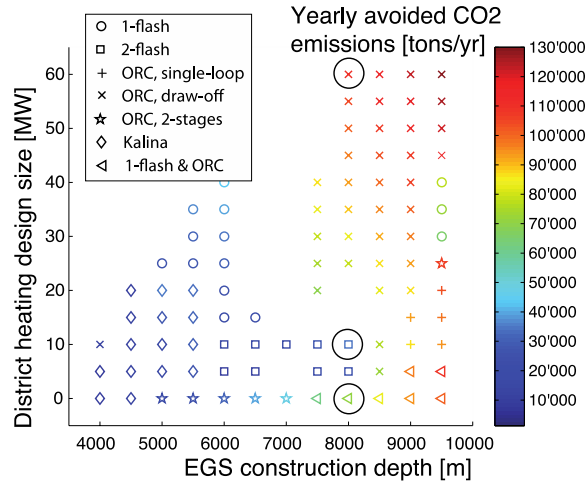 Yearly avoided CO2
emissions [tons/yr]
1-flash
2-flash
ORC, single-loop
ORC, draw-off
ORC, 2-stages
Kalina
1-flash & ORC
District heating design size [MW]
60
50
40
30
20
10
0
4000 5000 6000 7000 8000 9000 10000
EGS construction depth [m]
130'000
120'000
110'000
100'000
90'000
80'000
70'000
60'000
50'000
40'000
30'000
20'000
10'000